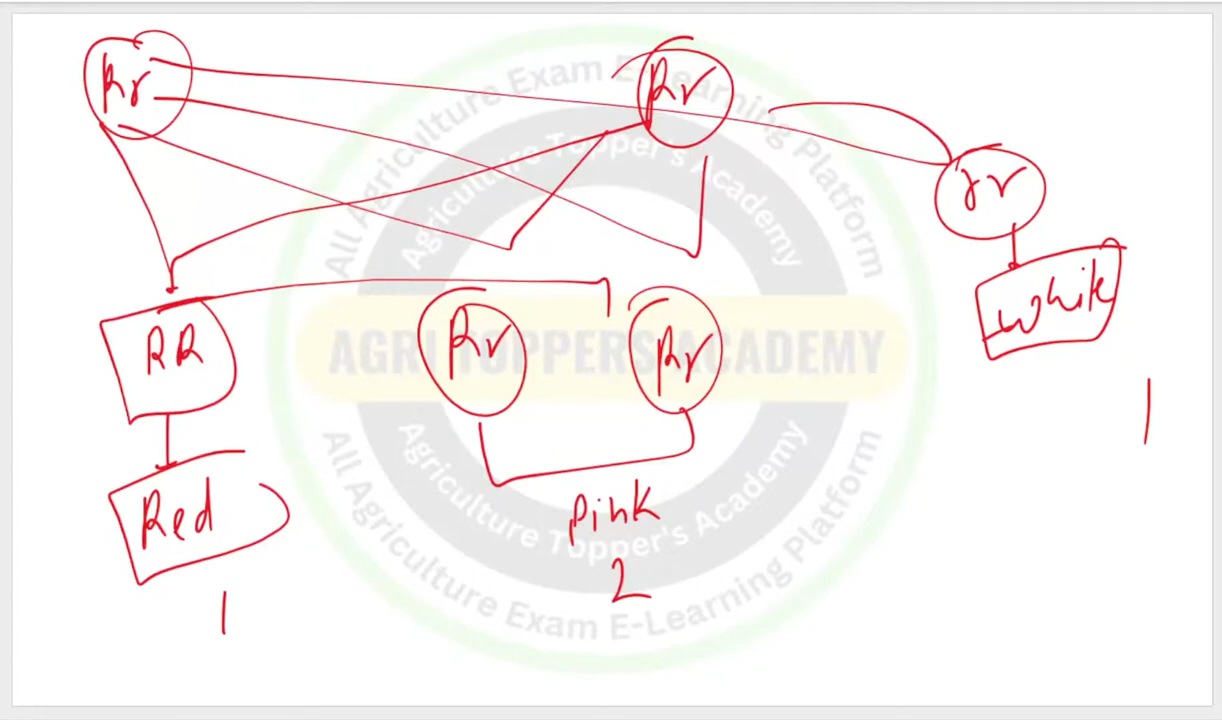 Rr Rr
rr
RR Rr Rr White
Red Pink
1 2 1
All Agriculture Exam E-Learning Platform
Agriculture Topper's Academy
AGRI TOPPERS ACADEMY
Agriculture Topper's Academy
All Agriculture Exam E-Learning Platform